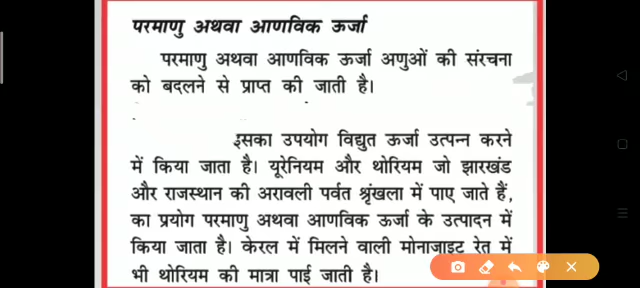 परमाणु अथवा आणविक ऊर्जा
परमाणु अथवा आणविक ऊर्जा अणुओं की संरचना
को बदलने से प्राप्त की जाती है।
इसका उपयोग विद्युत ऊर्जा उत्पन्न करने
में किया जाता है। यूरेनियम और थोरियम जो झारखंड
और राजस्थान की अरावली पर्वत श्रृंखला में पाए जाते हैं,
का प्रयोग परमाणु अथवा आणविक ऊर्जा के उत्पादन में
किया जाता है। केरल में मिलने वाली मोनाजाइट रेत में
भी थोरियम की मात्रा पाई जाती है।